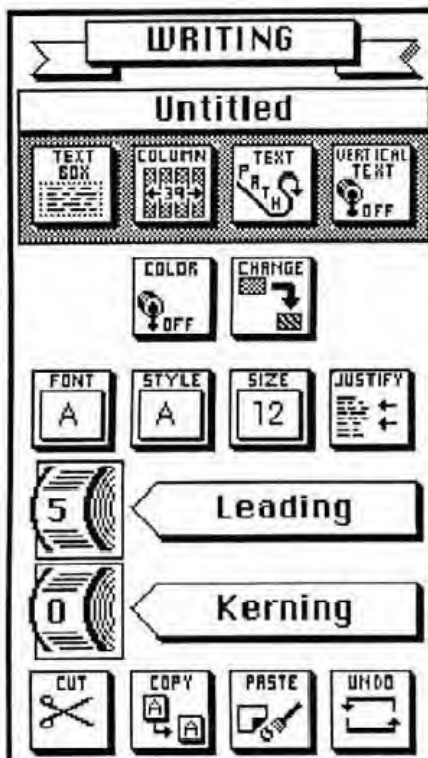 WRITING
Untitled
TEXT BOX COLUMN TEXT VERTICAL TEXT
39 PATH OFF
COLOR CHANGE
OFF
FONT STYLE SIZE JUSTIFY
A A 12
5 Leading
0 Kerning
CUT COPY PASTE UNDO
A A